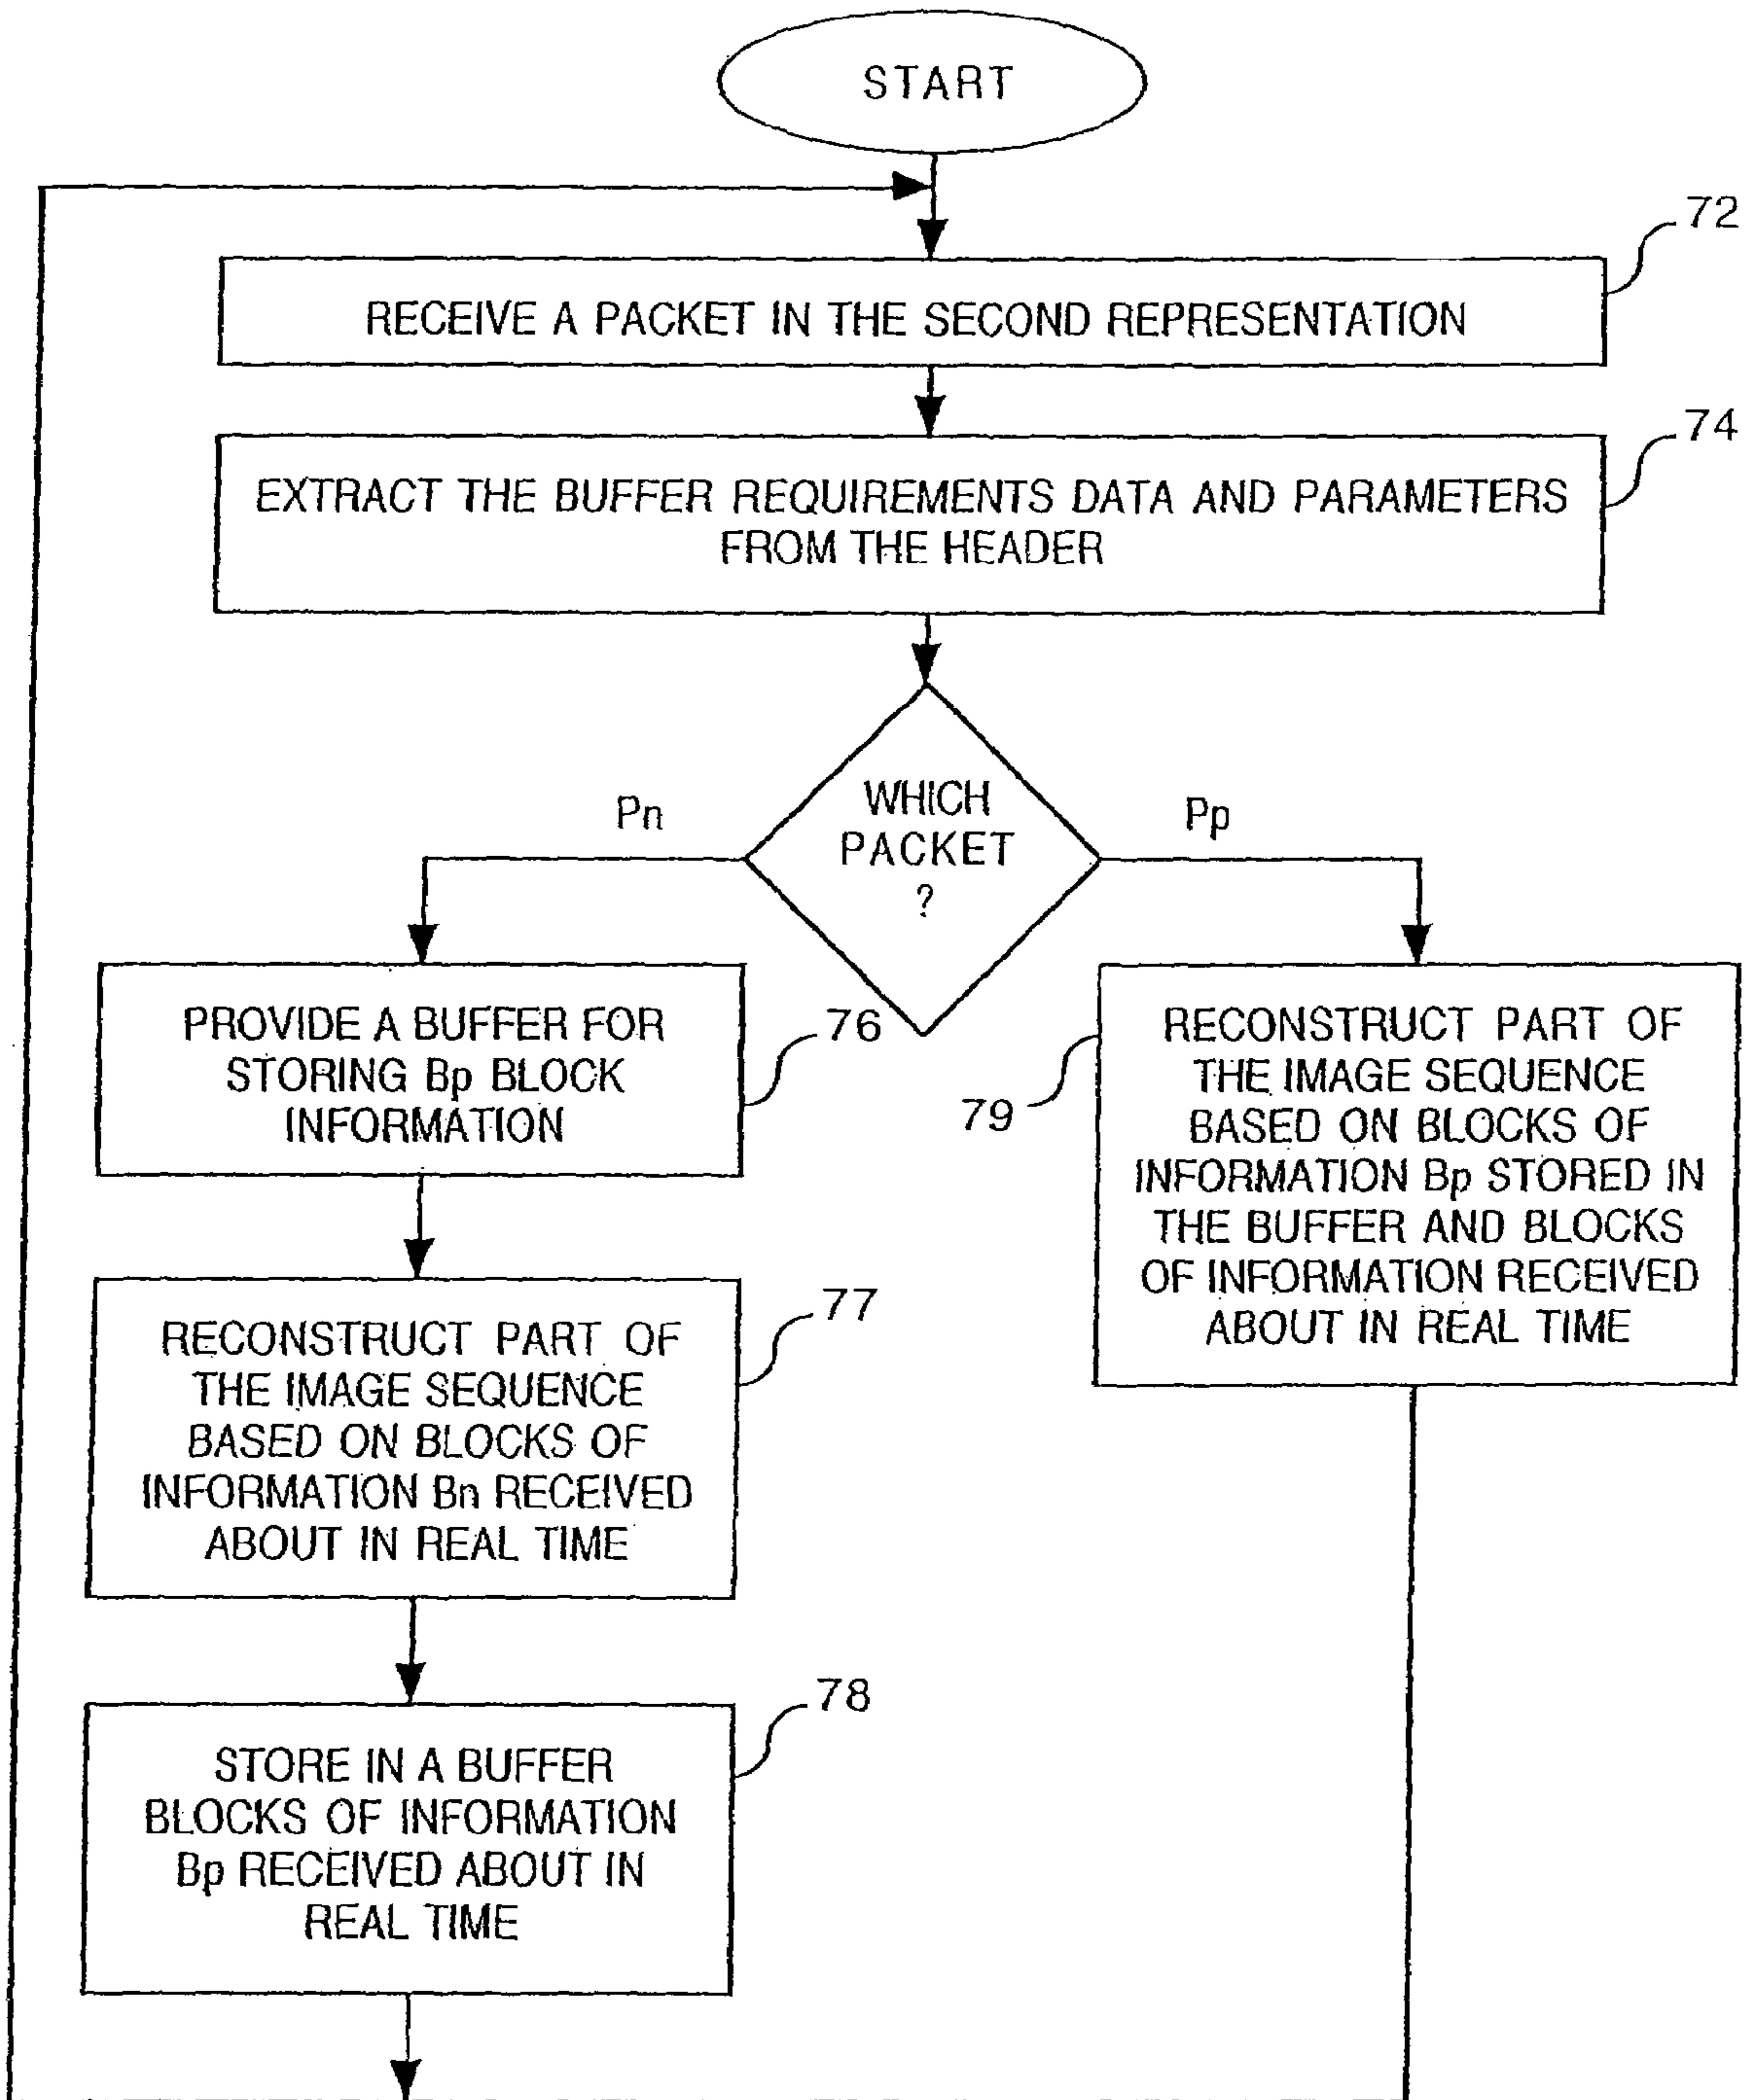 START
72
RECEIVE A PACKET IN THE SECOND REPRESENTATION
74
EXTRACT THE BUFFER REQUIREMENTS DATA AND PARAMETERS
FROM THE HEADER
WHICH
PACKET
?
Pn
Pp
PROVIDE A BUFFER FOR
STORING Bp BLOCK
INFORMATION
76
RECONSTRUCT PART OF
THE IMAGE SEQUENCE
BASED ON BLOCKS OF
INFORMATION Bp STORED IN
THE BUFFER AND BLOCKS
OF INFORMATION RECEIVED
ABOUT IN REAL TIME
79
RECONSTRUCT PART OF
THE IMAGE SEQUENCE
BASED ON BLOCKS OF
INFORMATION Bn RECEIVED
ABOUT IN REAL TIME
77
STORE IN A BUFFER
BLOCKS OF INFORMATION
Bp RECEIVED ABOUT IN
REAL TIME
78